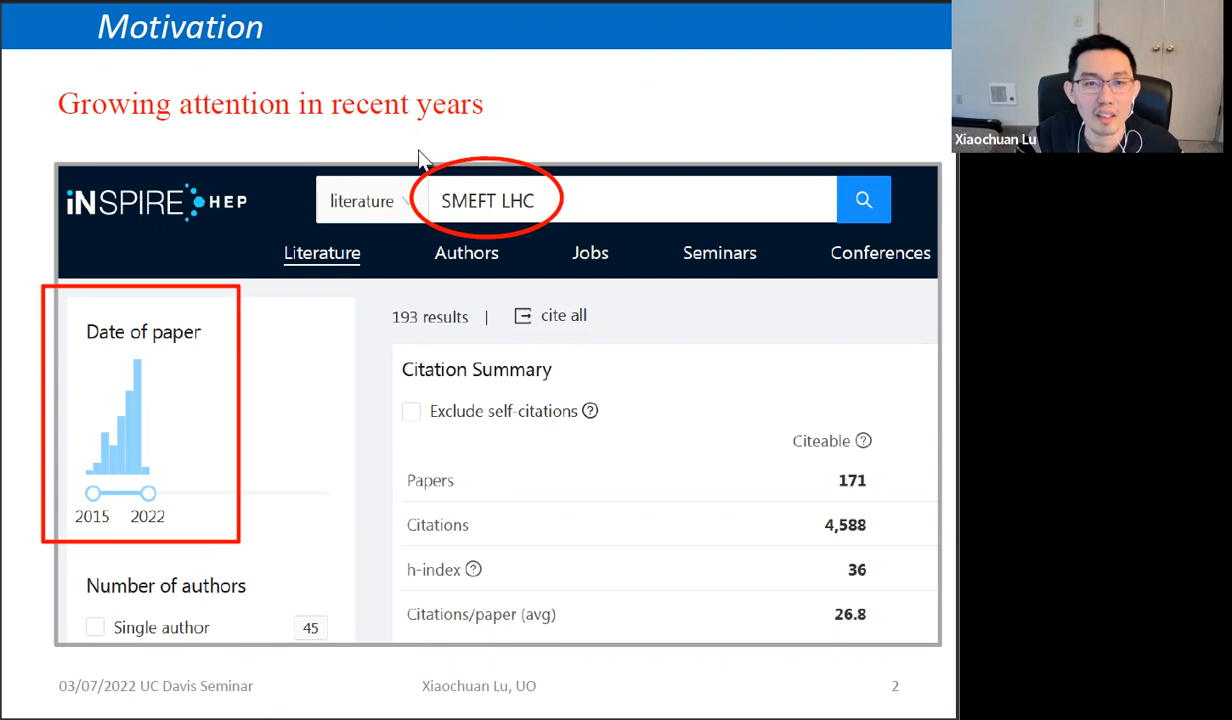 Motivation
Growing attention in recent years
Xiaochuan Lu
iNSPIRE HEP
literature
SMEFT LHC
Literature
Authors
Jobs
Seminars
Conferences
Date of paper
2015
2022
Number of authors
Single author
45
193 results
|
cite all
Citation Summary
Exclude self-citations ?
Citeable ?
Papers 171
Citations 4,588
h-index ? 36
Citations/paper (avg) 26.8
03/07/2022 UC Davis Seminar
Xiaochuan Lu, UO
2